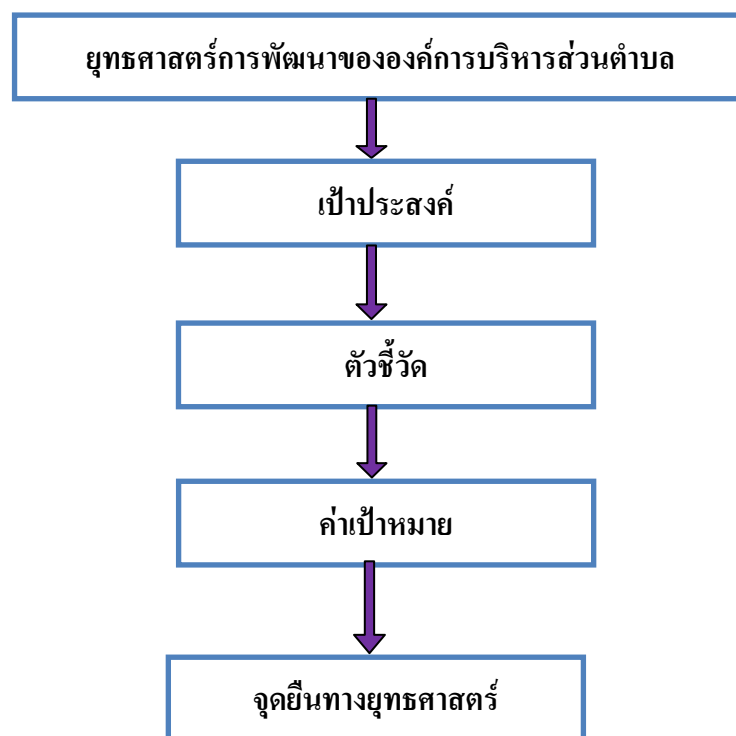 ยุทธศาสตร์การพัฒนาขององค์การบริหารส่วนตำบล
เป้าประสงค์
ตัวชี้วัด
ค่าเป้าหมาย
จุดยืนทางยุทธศาสตร์